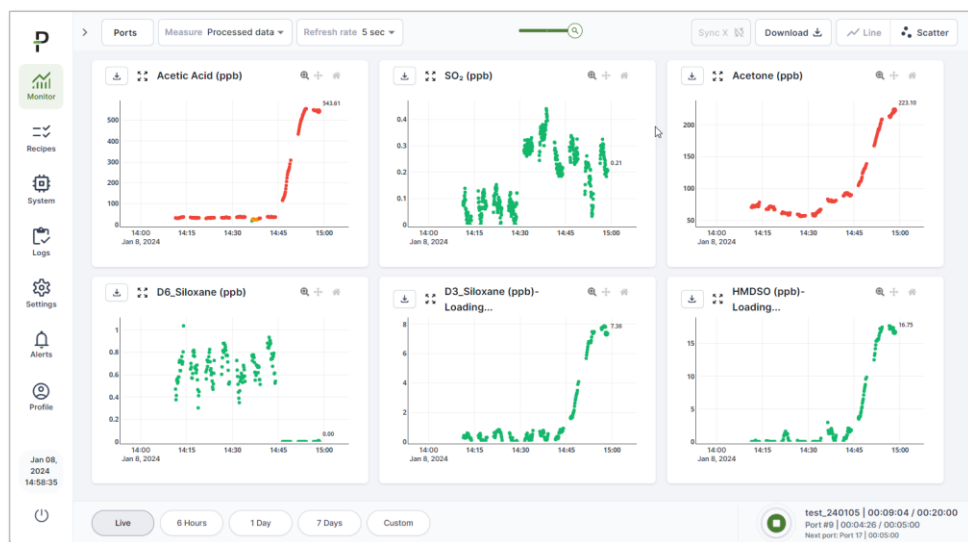 Ports
Measure Processed data
Refresh rate 5 sec
Sync X
Download
Line
Scatter
Monitor
Recipes
System
Logs
Settings
Alerts
Profile
Jan 08,
2024
14:58:35
Acetic Acid (ppb)
543.61
500
400
300
200
100
0
14:00 14:15 14:30 14:45 15:00
Jan 8, 2024
SO₂ (ppb)
0.4
0.3
0.21
0.2
0.1
0
14:00 14:15 14:30 14:45 15:00
Jan 8, 2024
Acetone (ppb)
223.10
200
150
100
50
14:00 14:15 14:30 14:45 15:00
Jan 8, 2024
D6_Siloxane (ppb)
1
0.8
0.6
0.4
0.2
0.00
0
14:00 14:15 14:30 14:45 15:00
Jan 8, 2024
D3_Siloxane (ppb)-
Loading...
8
7.36
6
4
2
0
14:00 14:15 14:30 14:45 15:00
Jan 8, 2024
HMDSO (ppb)-
Loading...
16.75
15
10
5
0
14:00 14:15 14:30 14:45 15:00
Jan 8, 2024
Live
6 Hours
1 Day
7 Days
Custom
test_240105 | 00:09:04 / 00:20:00
Port #9 | 00:04:26 / 00:05:00
Next port: Port 17 | 00:05:00